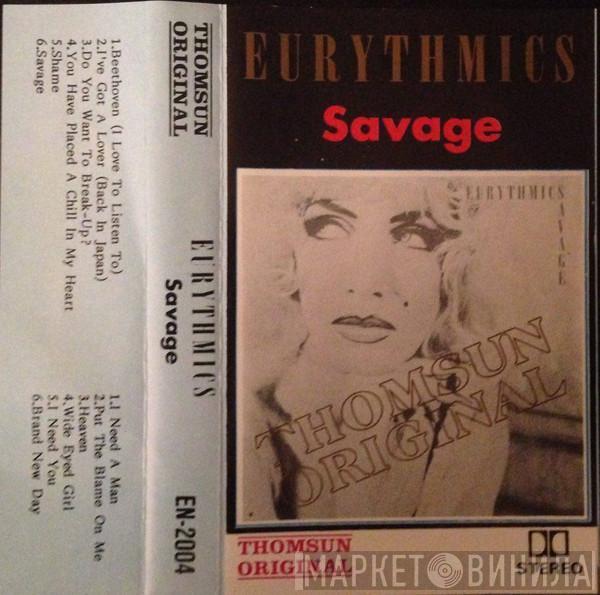 THOMSUN
ORIGINAL
1.Beethoven (I Love To Listen To)
2.I've Got A Lover (Back In Japan)
3.Do You Want To Break-Up?
4.You Have Placed A Chill In My Heart
5.Shame
6.Savage
EURYTHMICS
Savage
1.I Need A Man
2.Put The Blame On Me
3.Heaven
4.Wide Eyed Girl
5.I Need You
6.Brand New Day
EN-2004
EURYTHMICS
Savage
EURYTHMICS
SAVAGE
THOMSUN
ORIGINAL
THOMSUN
ORIGINAL
STEREO
МАРКЕТ ВИНИЛА